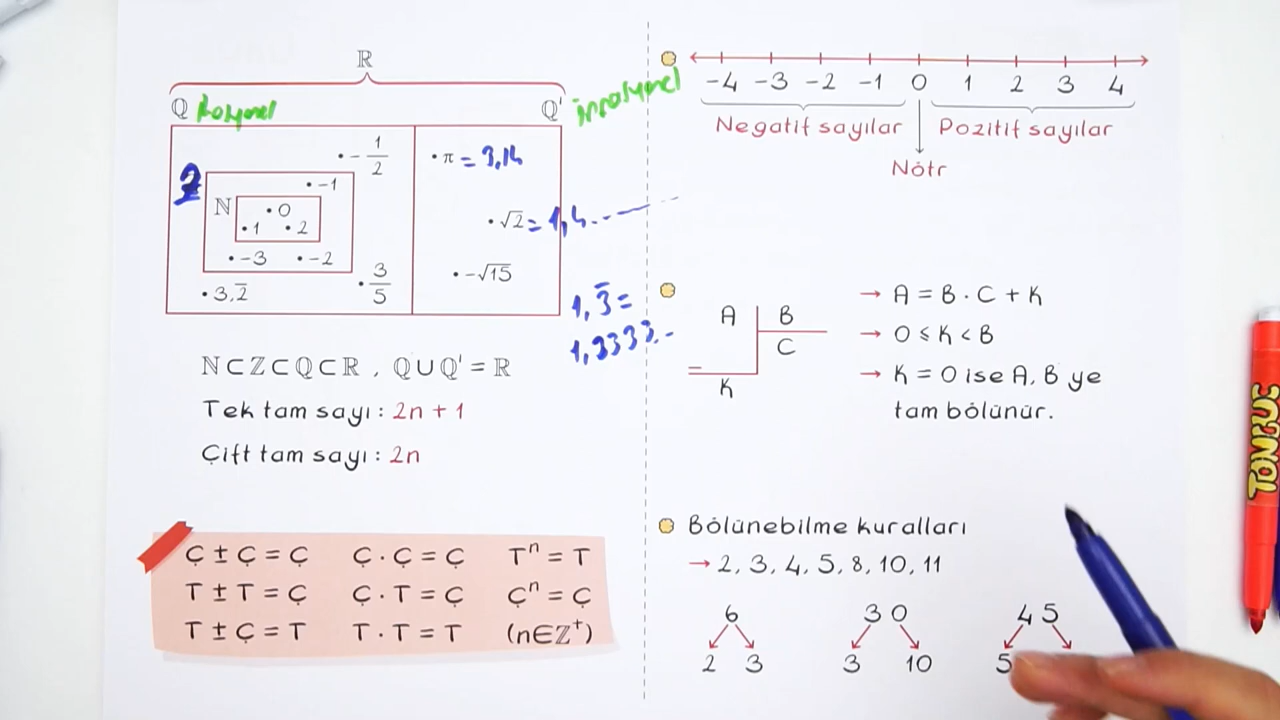 ℝ
ℚ Rasyonel
ℚ' irrasyonel
• -1/2
• π = 3,14
• -1
ℕ
• 0
• 1 • 2
• √2 = 1,4...
• -3 • -2
• 3/5
• -√15
• 3,2̅
1,3̅ =
1,3333..
ℕ ⊂ ℤ ⊂ ℚ ⊂ ℝ , ℚ ∪ ℚ' = ℝ
Tek tam sayı : 2n + 1
Çift tam sayı : 2n
Ç ± Ç = Ç Ç . Ç = Ç Tⁿ = T
T ± T = Ç Ç . T = Ç Çⁿ = Ç
T ± Ç = T T . T = T (n∈ℤ⁺)
-4 -3 -2 -1 0 1 2 3 4
Negatif sayılar Pozitif sayılar
Nötr
A B
C
K
→ A = B . C + K
→ 0 ≤ K < B
→ K = 0 ise A, B ye
tam bölünür.
Bölünebilme kuralları
→ 2, 3, 4, 5, 8, 10, 11
6 30 45
2 3 3 10 5
TONBUŞ